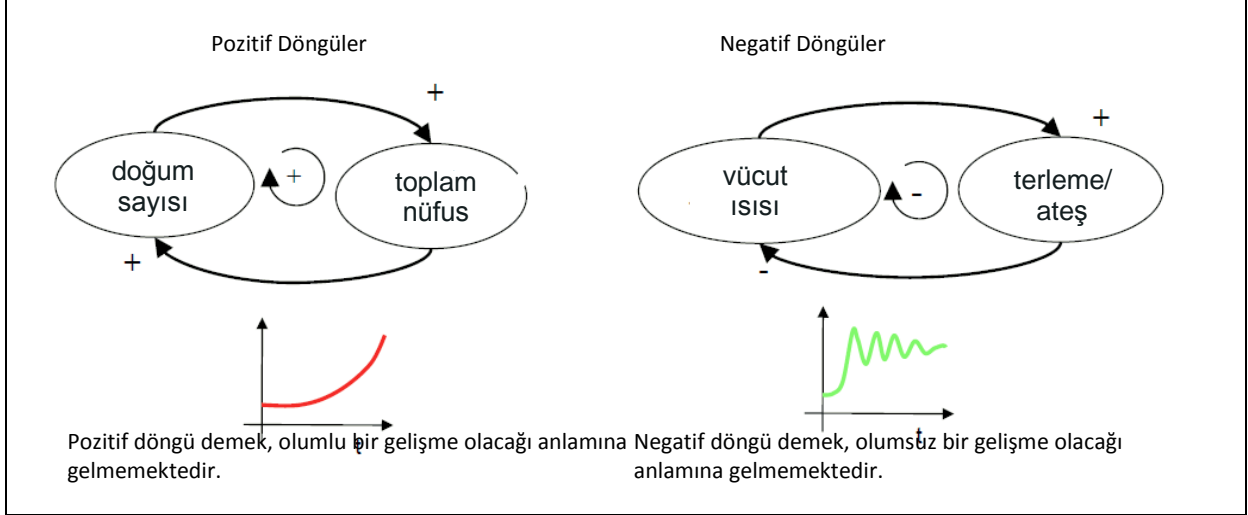 Pozitif Döngüler
+
doğum
sayısı
+
toplam
nüfus
+
t
Pozitif döngü demek, olumlu bir gelişme olacağı anlamına
gelmemektedir.
Negatif Döngüler
+
vücut
ısısı
-
terleme/
ateş
-
t
Negatif döngü demek, olumsuz bir gelişme olacağı
anlamına gelmemektedir.